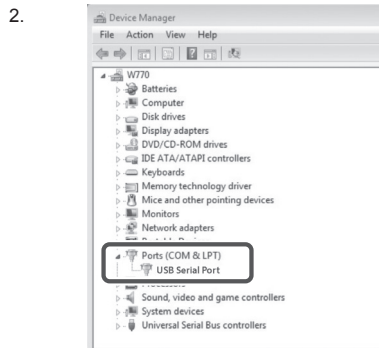 2.
Device Manager
File Action View Help
W770
Batteries
Computer
Disk drives
Display adapters
DVD/CD-ROM drives
IDE ATA/ATAPI controllers
Keyboards
Memory technology driver
Mice and other pointing devices
Monitors
Network adapters
Ports (COM & LPT)
USB Serial Port
Sound, video and game controllers
System devices
Universal Serial Bus controllers